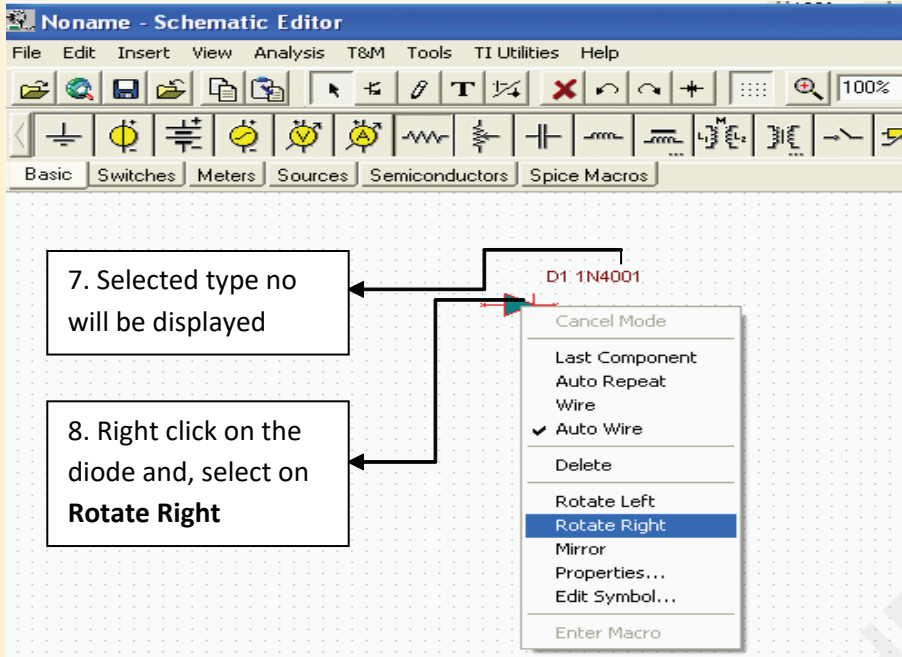 Noname - Schematic Editor
File Edit Insert View Analysis T&M Tools TI Utilities Help
T 100%
M
L1 L2
Basic Switches Meters Sources Semiconductors Spice Macros
7. Selected type no
will be displayed
D1 1N4001
8. Right click on the
diode and, select on
Rotate Right
Cancel Mode
Last Component
Auto Repeat
Wire
Auto Wire
Delete
Rotate Left
Rotate Right
Mirror
Properties...
Edit Symbol...
Enter Macro